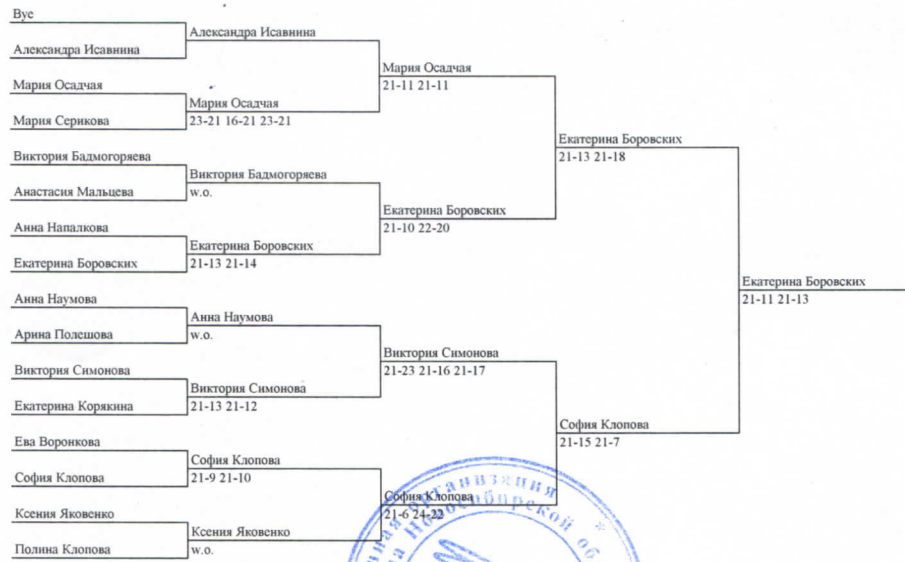 Bye
Александра Исавнина
Александра Исавнина
Мария Осадчая
21-11 21-11
Мария Осадчая
Мария Осадчая
23-21 16-21 23-21
Мария Серикова
Екатерина Боровских
21-13 21-18
Виктория Бадмогоряева
Виктория Бадмогоряева
w.o.
Анастасия Мальцева
Екатерина Боровских
21-10 22-20
Анна Напалкова
Екатерина Боровских
21-13 21-14
Екатерина Боровских
Екатерина Боровских
21-11 21-13
Анна Наумова
Анна Наумова
w.o.
Арина Полешова
Виктория Симонова
21-23 21-16 21-17
Виктория Симонова
Виктория Симонова
21-13 21-12
Екатерина Корякина
София Клопова
21-15 21-7
Ева Воронкова
София Клопова
21-9 21-10
София Клопова
София Клопова
21-6 24-22
Ксения Яковенко
Ксения Яковенко
w.o.
Полина Клопова
организация
Новосибирской об